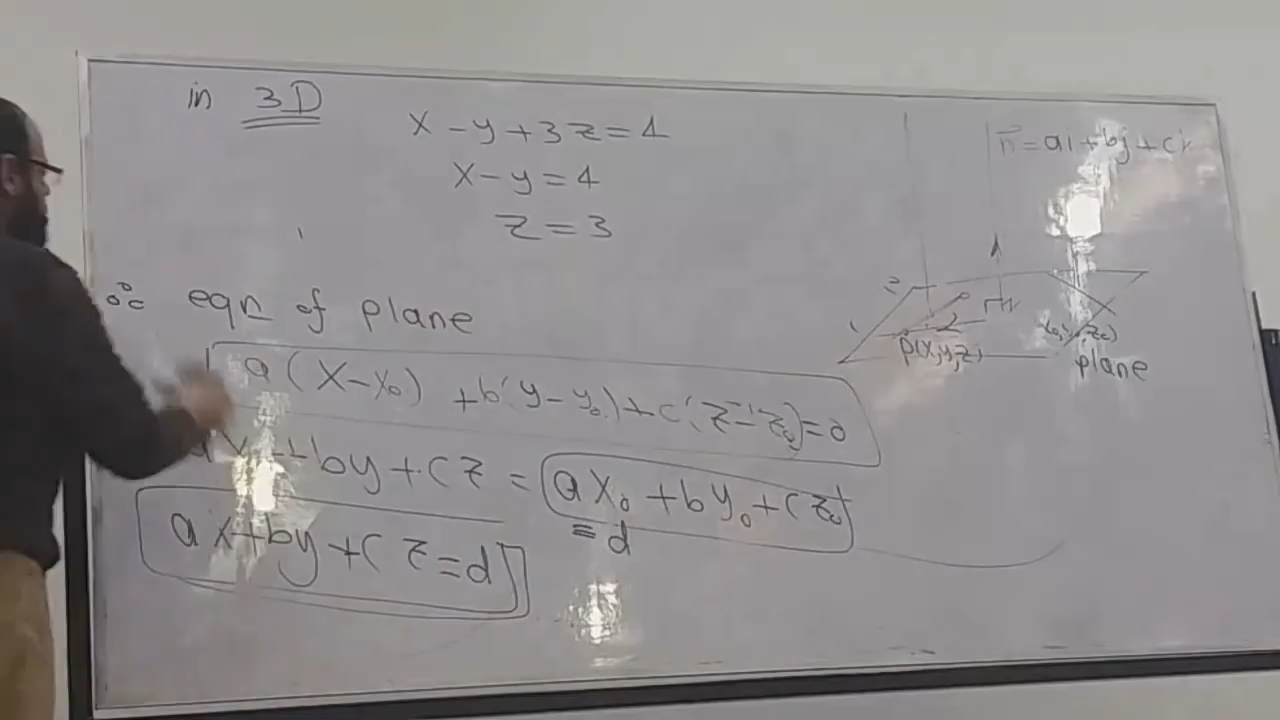 in 3D
x - y + 3z = 4
x - y = 4
z = 3
n⃗ = ai + bj + ck
∴ eqn of plane
a(x - x₀) + b(y - y₀) + c(z - z₀) = 0
ax + by + cz = ax₀ + by₀ + cz₀
= d
ax + by + cz = d
P(x,y,z)
plane